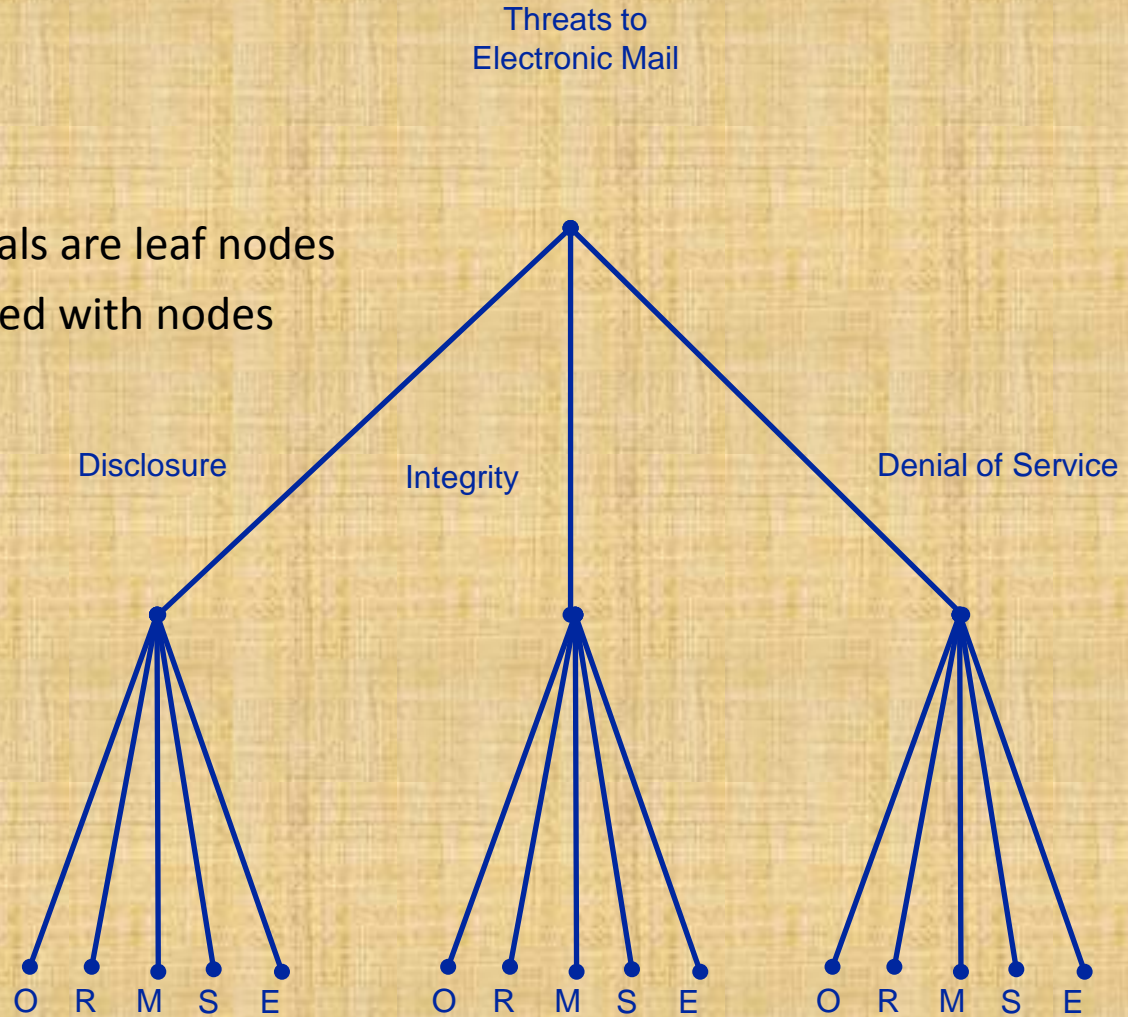 Threats to
Electronic Mail
als are leaf nodes
ed with nodes
Disclosure
Integrity
Denial of Service
O R M S E
O R M S E
O R M S E